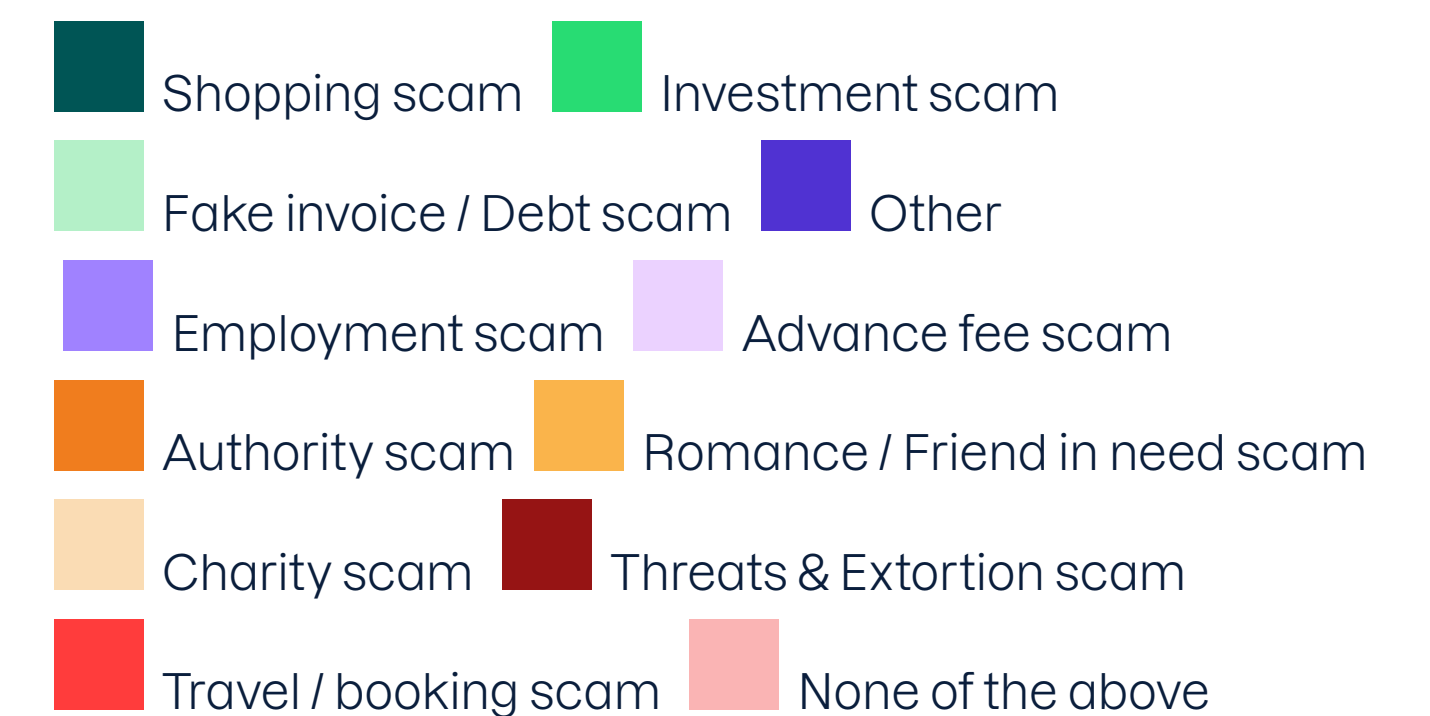 Shopping scam Investment scam
Fake invoice / Debt scam Other
Employment scam Advance fee scam
Authority scam Romance / Friend in need scam
Charity scam Threats & Extortion scam
Travel / booking scam None of the above